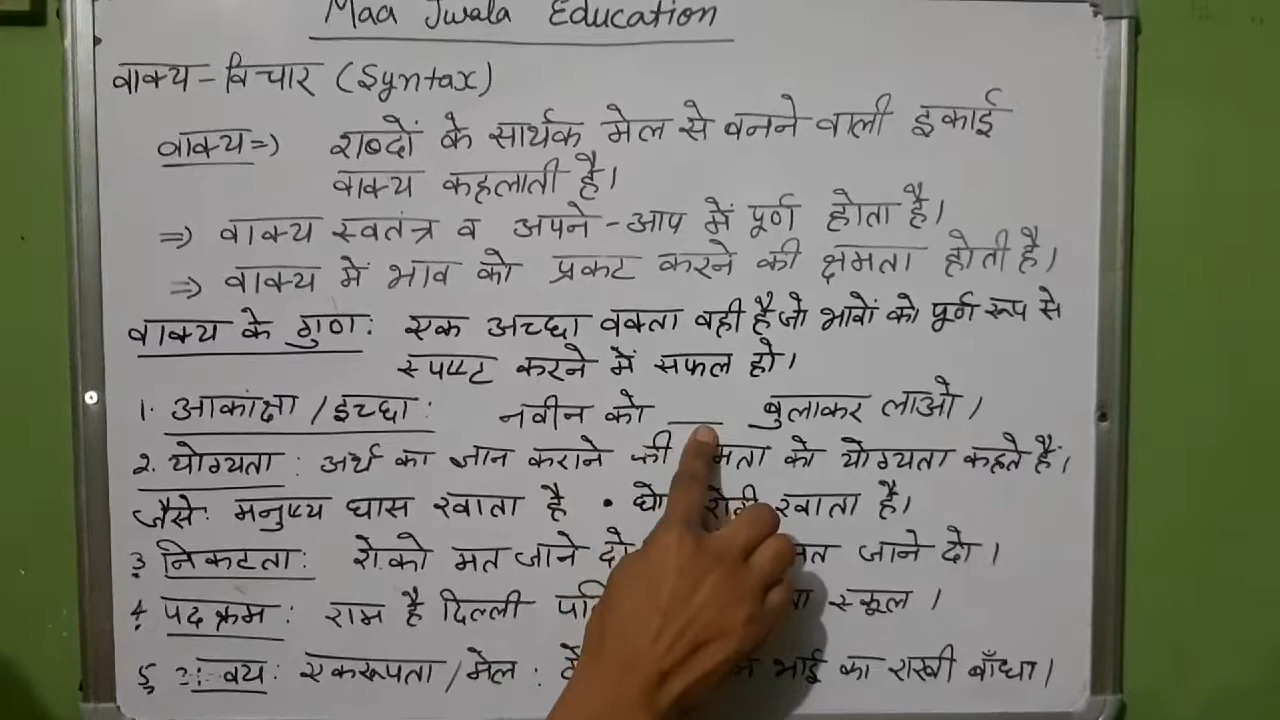 Maa Jwala Education
वाक्य - विचार (Syntax)
वाक्य => शब्दों के सार्थक मेल से बनने वाली इकाई
वाक्य कहलाती है।
=> वाक्य स्वतंत्र व अपने - आप में पूर्ण होता है।
=> वाक्य में भाव को प्रकट करने की क्षमता होती है।
वाक्य के गुण: एक अच्छा वक्ता वही है जो भावों को पूर्ण रूप से
स्पष्ट करने में सफल हो।
1. आकांक्षा / इच्छा: नवीन को ___ बुलाकर लाओ।
2. योग्यता: अर्थ का ज्ञान कराने की मता को योग्यता कहते हैं।
जैसे: मनुष्य घास खाता है • घो रोटी खाता है।
3. निकटता: रोको मत जाने दो मत जाने दो।
4. पदक्रम: राम है दिल्ली स्कूल।
5 वय: एकरूपता / मेल: भाई का राखी बाँधा।